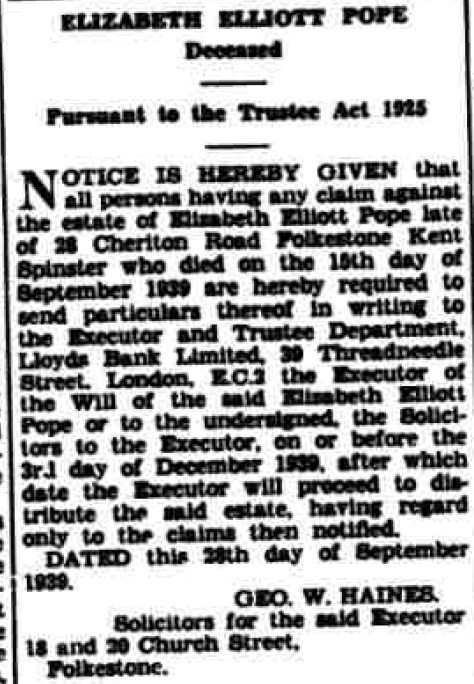 ELIZABETH ELLIOTT POPE
Deceased
Pursuant to the Trustee Act 1925
NOTICE IS HEREBY GIVEN that
all persons having any claim against
the estate of Elizabeth Elliott Pope late
of 28 Cheriton Road Folkestone Kent
Spinster who died on the 15th day of
September 1939 are hereby required to
send particulars thereof in writing to
the Executor and Trustee Department,
Lloyds Bank Limited, 39 Threadneedle
Street, London, E.C.2 the Executor of
the Will of the said Elizabeth Elliott
Pope or to the undersigned, the Solici-
tors to the Executor, on or before the
3rd day of December 1939, after which
date the Executor will proceed to dis-
tribute the said estate, having regard
only to the claims then notified.
DATED this 28th day of September
1939.
GEO. W. HAINES.
Solicitors for the said Executor
18 and 20 Church Street,
Folkestone.